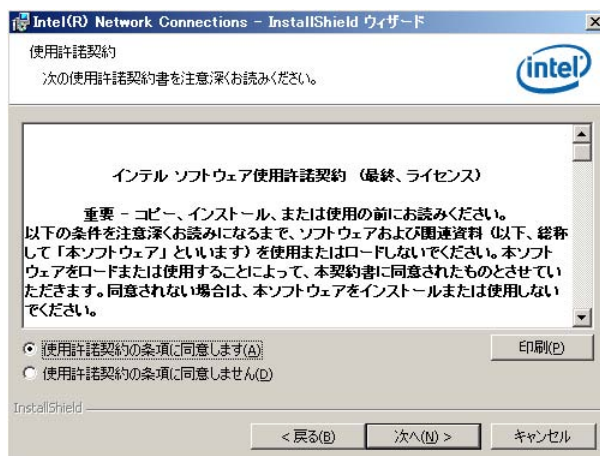 Intel(R) Network Connections - InstallShield ウィザード
使用許諾契約
次の使用許諾契約書を注意深くお読みください。
intel
インテル ソフトウェア使用許諾契約 （最終、ライセンス）
重要 - コピー、インストール、または使用の前にお読みください。
以下の条件を注意深くお読みになるまで、ソフトウェアおよび関連資料（以下、総称
して「本ソフトウェア」といいます）を使用またはロードしないでください。本ソフト
ウェアをロードまたは使用することによって、本契約書に同意されたものとさせてい
ただきます。同意されない場合は、本ソフトウェアをインストールまたは使用しない
でください。
使用許諾契約の条項に同意します(A)
印刷(P)
使用許諾契約の条項に同意しません(D)
InstallShield
< 戻る(B)
次へ(N) >
キャンセル